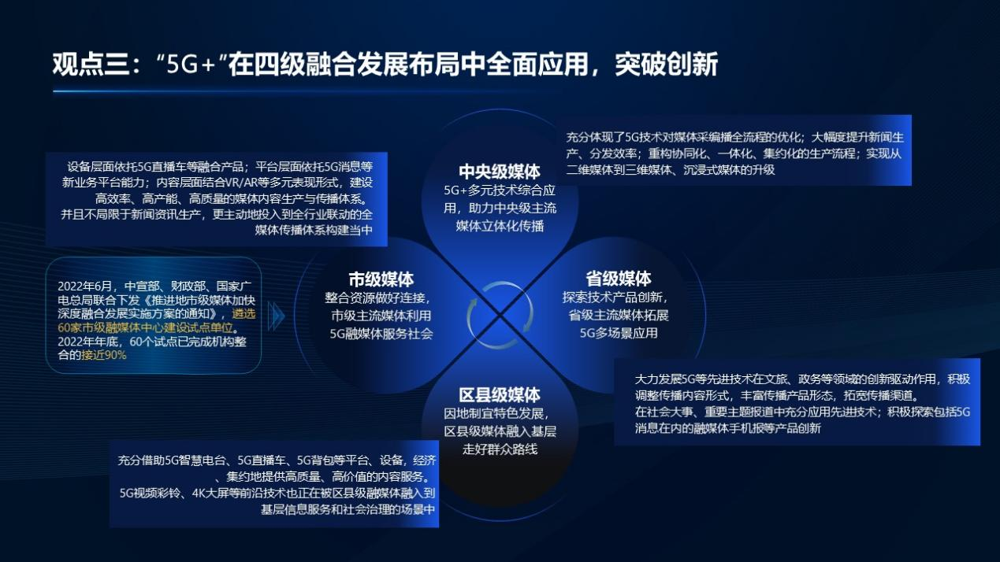 观点三：“5G+”在四级融合发展布局中全面应用，突破创新
中央级媒体
5G+多元技术综合应
用，助力中央级主流
媒体立体化传播
充分体现了5G技术对媒体采编播全流程的优化；大幅度提升新闻生
产、分发效率；重构协同化、一体化、集约化的生产流程；实现从
二维媒体到三维媒体、沉浸式媒体的升级
设备层面依托5G直播车等融合产品；平台层面依托5G消息等
新业务平台能力；内容层面结合VR/AR等多元表现形式，建设
高效率、高产能、高质量的媒体内容生产与传播体系。
并且不局限于新闻资讯生产，更主动地投入到全行业联动的全
媒体传播体系构建当中
2022年6月，中宣部、财政部、国家广
电总局联合下发《推进地市级媒体加快
深度融合发展实施方案的通知》，遴选
60家市级融媒体中心建设试点单位。
2022年年底，60个试点已完成机构整
合的接近90%
市级媒体
整合资源做好连接，
市级主流媒体利用
5G融媒体服务社会
省级媒体
探索技术产品创新，
省级主流媒体拓展
5G多场景应用
大力发展5G等先进技术在文旅、政务等领域的创新驱动作用，积极
调整传播内容形式，丰富传播产品形态，拓宽传播渠道。
在社会大事、重要主题报道中充分应用先进技术；积极探索包括5G
消息在内的融媒体手机报等产品创新
区县级媒体
因地制宜特色发展，
区县级媒体融入基层
走好群众路线
充分借助5G智慧电台、5G直播车、5G背包等平台、设备，经济
、集约地提供高质量、高价值的内容服务。
5G视频彩铃、4K大屏等前沿技术也正在被区县级融媒体融入到
基层信息服务和社会治理的场景中